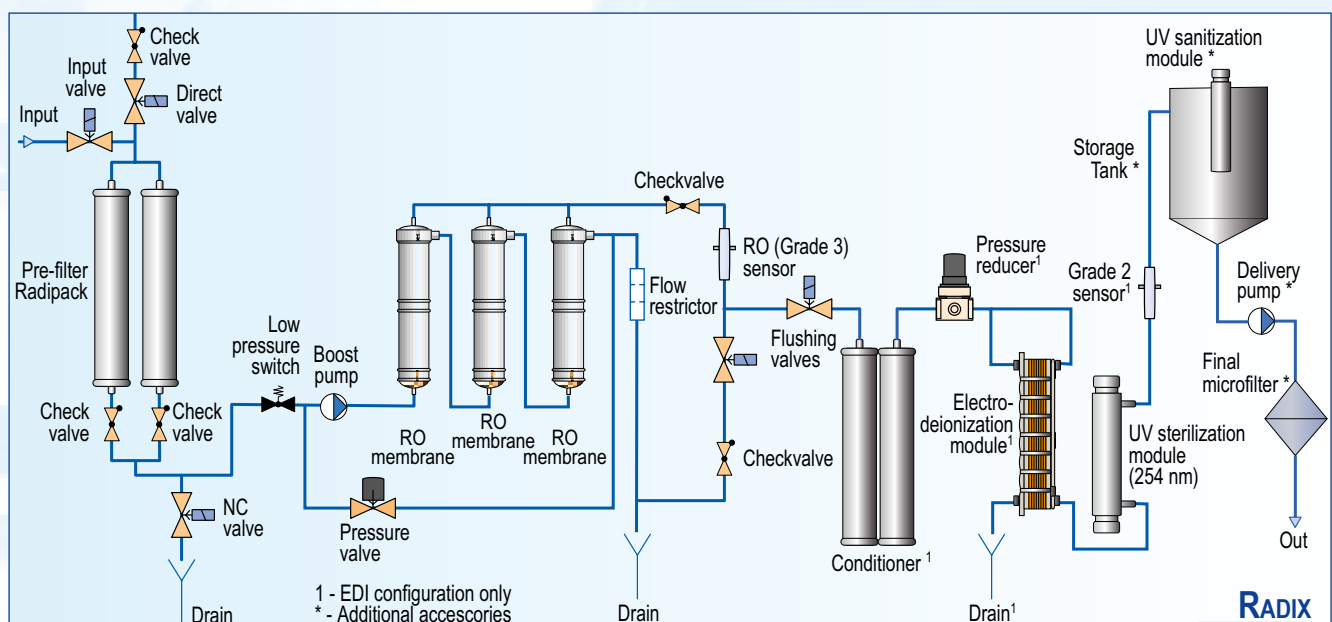 Check
valve
Input
valve
Direct
valve
Input
Pre-filter
Radipack
Check
valve
Check
valve
NC
valve
Drain
Low
pressure
switch
Boost
pump
RO
membrane
RO
membrane
RO
membrane
Pressure
valve
1 - EDI configuration only
* - Additional accessories
Checkvalve
RO (Grade 3)
sensor
Flow
restrictor
Flushing
valves
Checkvalve
Drain
Conditioner 1
Pressure
reducer1
Electro-
deionization
module1
Drain1
UV sterilization
module
(254 nm)
Grade 2
sensor1
Storage
Tank *
UV sanitization
module *
Delivery
pump *
Final
microfilter *
Out
RADIX